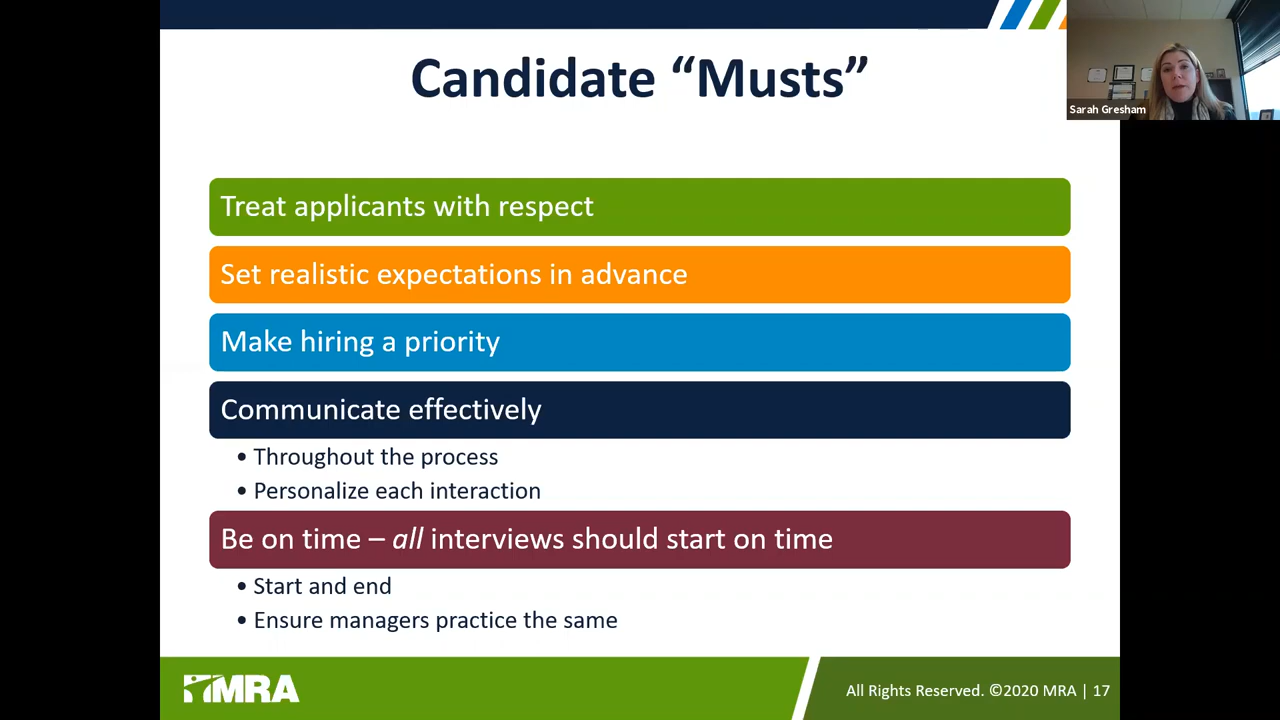 Candidate “Musts”
Sarah Gresham
Treat applicants with respect
Set realistic expectations in advance
Make hiring a priority
Communicate effectively
• Throughout the process
• Personalize each interaction
Be on time – all interviews should start on time
• Start and end
• Ensure managers practice the same
MRA
All Rights Reserved. ©2020 MRA | 17